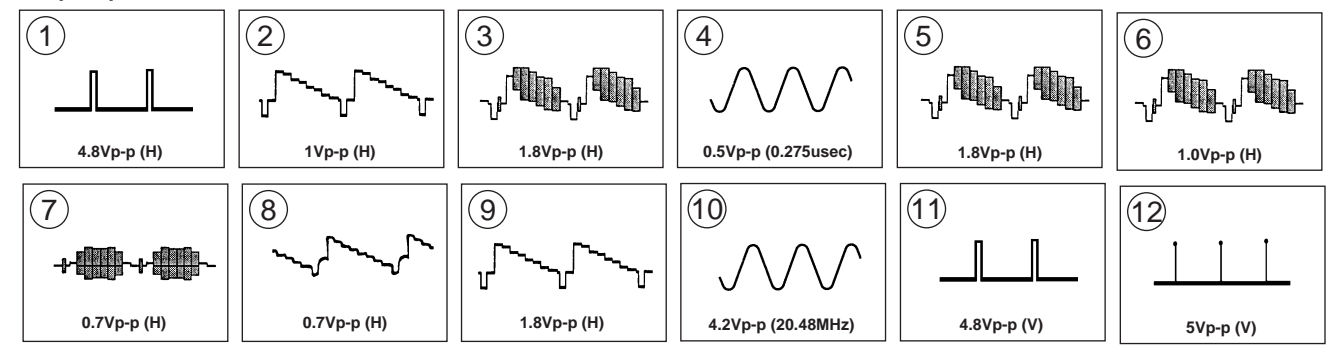 1
4.8Vp-p (H)
2
1Vp-p (H)
3
1.8Vp-p (H)
4
0.5Vp-p (0.275usec)
5
1.8Vp-p (H)
6
1.0Vp-p (H)
7
0.7Vp-p (H)
8
0.7Vp-p (H)
9
1.8Vp-p (H)
10
4.2Vp-p (20.48MHz)
11
4.8Vp-p (V)
12
5Vp-p (V)